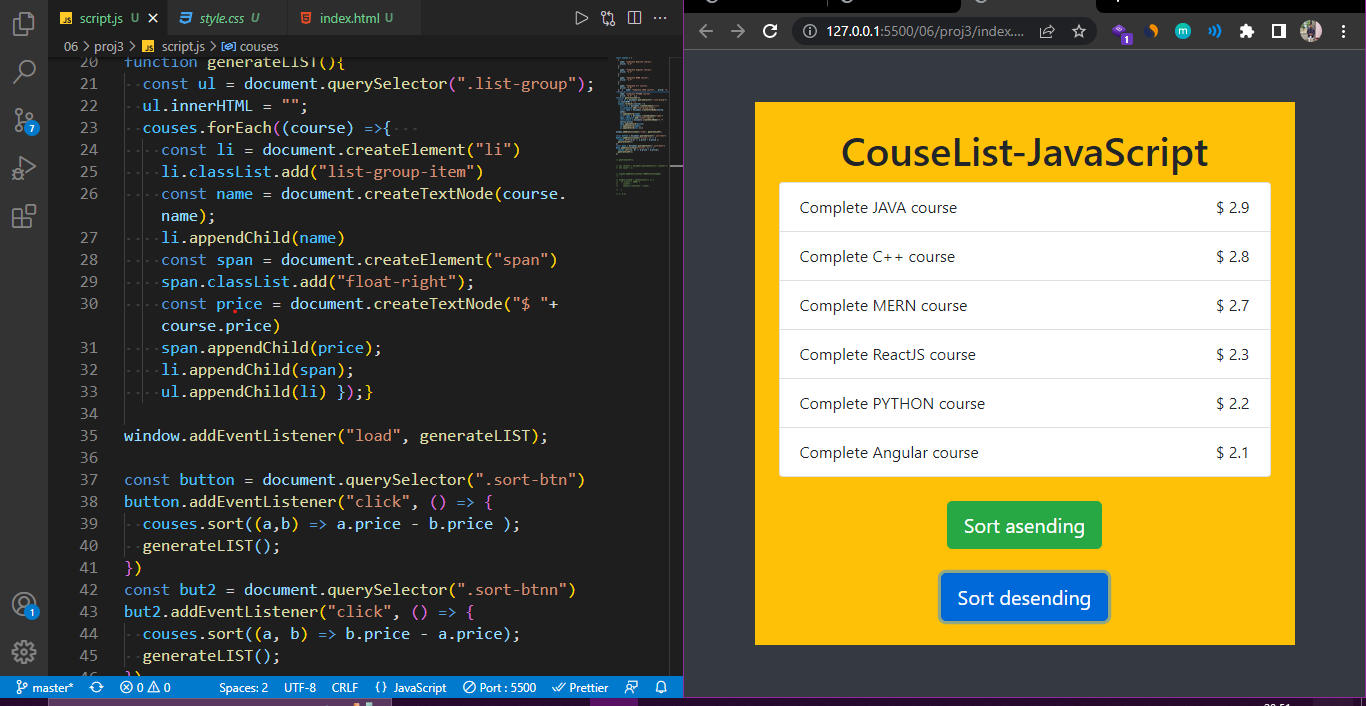 script.js U
style.css U
index.html U
06 > proj3 > script.js > couses
20 function generateLIST(){
21 const ul = document.querySelector(".list-group");
22 ul.innerHTML = "";
23 couses.forEach((course) =>{
24 const li = document.createElement("li")
25 li.classList.add("list-group-item")
26 const name = document.createTextNode(course.
name);
27 li.appendChild(name)
28 const span = document.createElement("span")
29 span.classList.add("float-right");
30 const price = document.createTextNode("$ "+
course.price)
31 span.appendChild(price);
32 li.appendChild(span);
33 ul.appendChild(li) });}
34
35 window.addEventListener("load", generateLIST);
36
37 const button = document.querySelector(".sort-btn")
38 button.addEventListener("click", () => {
39 couses.sort((a,b) => a.price - b.price );
40 generateLIST();
41 })
42 const but2 = document.querySelector(".sort-btnn")
43 but2.addEventListener("click", () => {
44 couses.sort((a, b) => b.price - a.price);
45 generateLIST();
46 })
7
1
master* 0 0 Spaces: 2 UTF-8 CRLF {} JavaScript Port : 5500 Prettier
127.0.0.1:5500/06/proj3/index....
1
m
CouseList-JavaScript
Complete JAVA course $ 2.9
Complete C++ course $ 2.8
Complete MERN course $ 2.7
Complete ReactJS course $ 2.3
Complete PYTHON course $ 2.2
Complete Angular course $ 2.1
Sort asending
Sort desending